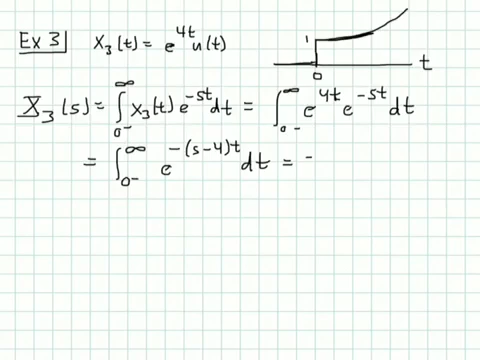 Ex 3| x₃(t) = e^{4t} u(t)
1
0
t
X₃(s) = ∫_{0⁻}^{∞} x₃(t) e^{-st} dt = ∫_{0⁻}^{∞} e^{4t} e^{-st} dt
= ∫_{0⁻}^{∞} e^{-(s-4)t} dt = -